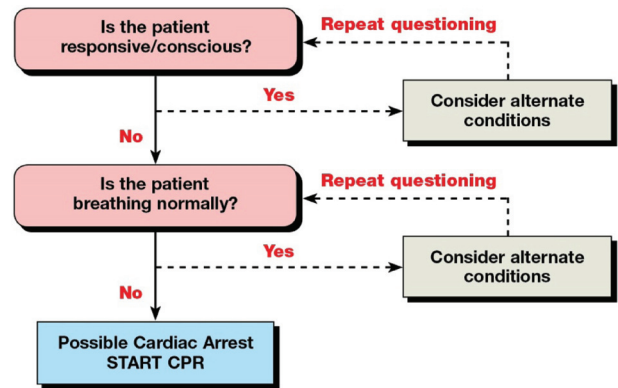 Is the patient
responsive/conscious?
Repeat questioning
Yes
Consider alternate
conditions
No
Is the patient
breathing normally?
Repeat questioning
Yes
Consider alternate
conditions
No
Possible Cardiac Arrest
START CPR